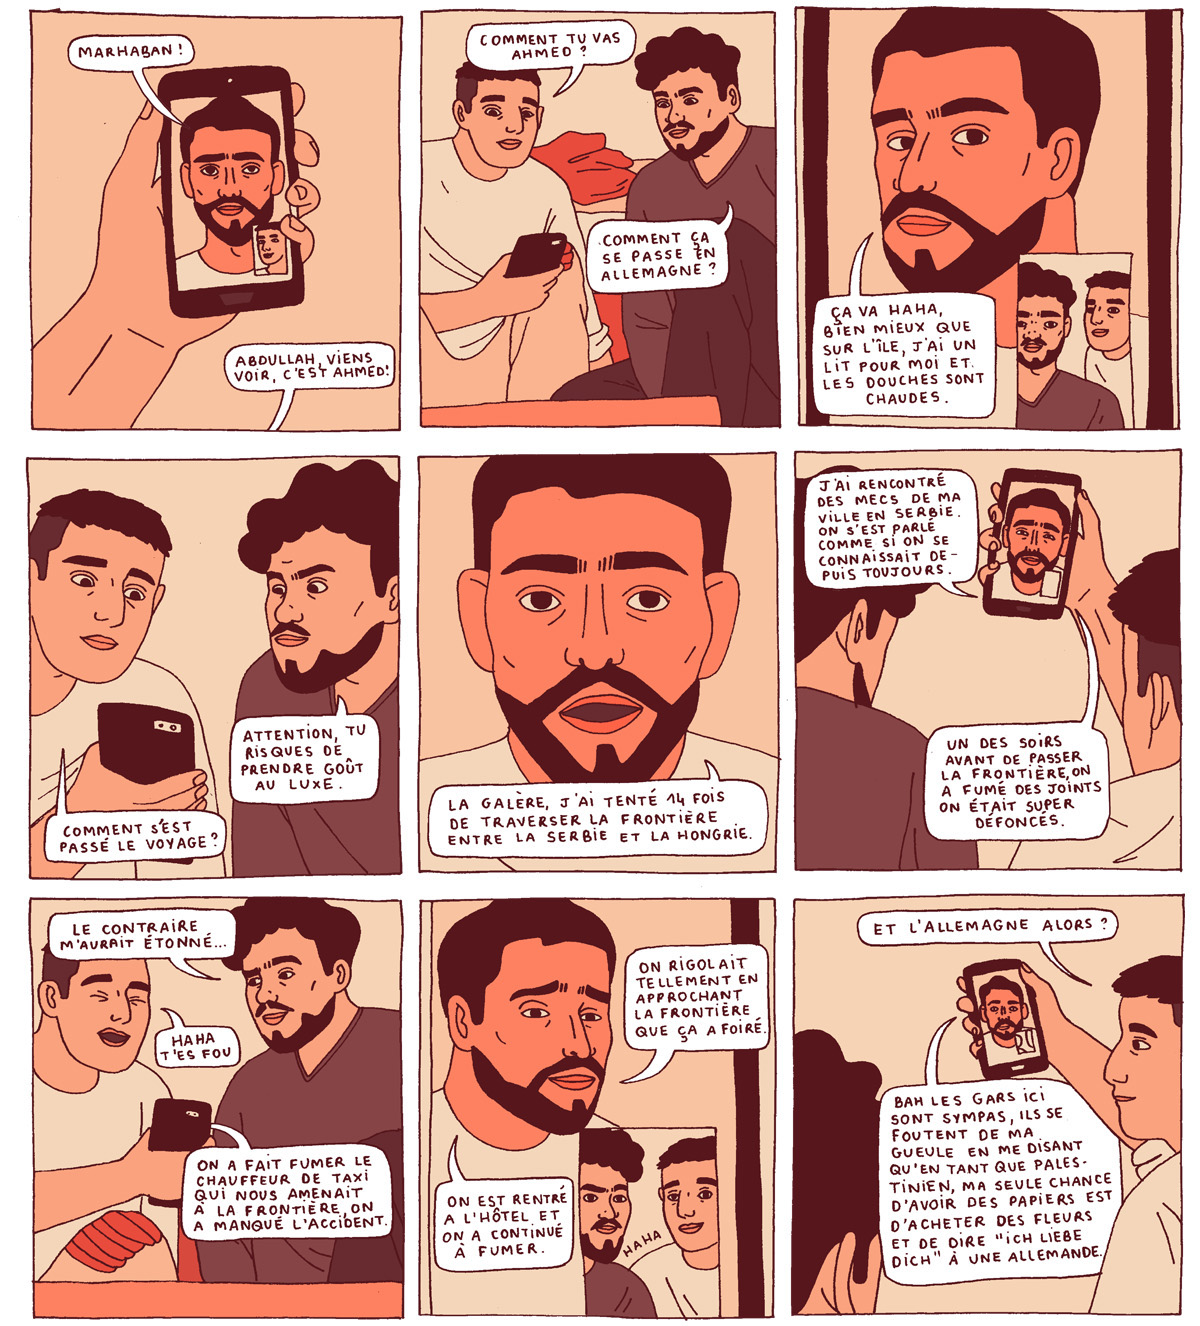 MARHABAN !
ABDULLAH, VIENS
VOIR, C'EST AHMED!
COMMENT TU VAS
AHMED ?
COMMENT ÇA
SE PASSE EN
ALLEMAGNE ?
ÇA VA HAHA,
BIEN MIEUX QUE
SUR L'ÎLE, J'AI UN
LIT POUR MOI ET
LES DOUCHES SONT
CHAUDES.
ATTENTION, TU
RISQUES DE
PRENDRE GOÛT
AU LUXE.
COMMENT S'EST
PASSÉ LE VOYAGE?
LA GALÈRE, J'AI TENTÉ 14 FOIS
DE TRAVERSER LA FRONTIÈRE
ENTRE LA SERBIE ET LA HONGRIE.
J'AI RENCONTRÉ
DES MECS DE MA
VILLE EN SERBIE.
ON S'EST PARLÉ
COMME SI ON SE
CONNAISSAIT DE-
PUIS TOUJOURS.
UN DES SOIRS
AVANT DE PASSER
LA FRONTIÈRE, ON
A FUMÉ DES JOINTS
ON ÉTAIT SUPER
DÉFONCÉS.
LE CONTRAIRE
M'AURAIT ÉTONNÉ...
HAHA
T'ES FOU
ON A FAIT FUMER LE
CHAUFFEUR DE TAXI
QUI NOUS AMENAIT
À LA FRONTIÈRE, ON
A MANQUÉ L'ACCIDENT.
ON RIGOLAIT
TELLEMENT EN
APPROCHANT
LA FRONTIÈRE
QUE ÇA A FOIRÉ.
ON EST RENTRÉ
A L'HÔTEL ET
ON A CONTINUÉ
À FUMER.
HAHA
ET L'ALLEMAGNE ALORS ?
BAH LES GARS ICI
SONT SYMPAS, ILS SE
FOUTENT DE MA
GUEULE EN ME DISANT
QU'EN TANT QUE PALES-
TINIEN, MA SEULE CHANCE
D'AVOIR DES PAPIERS EST
D'ACHETER DES FLEURS
ET DE DIRE "ICH LIEBE
DICH" À UNE ALLEMANDE.